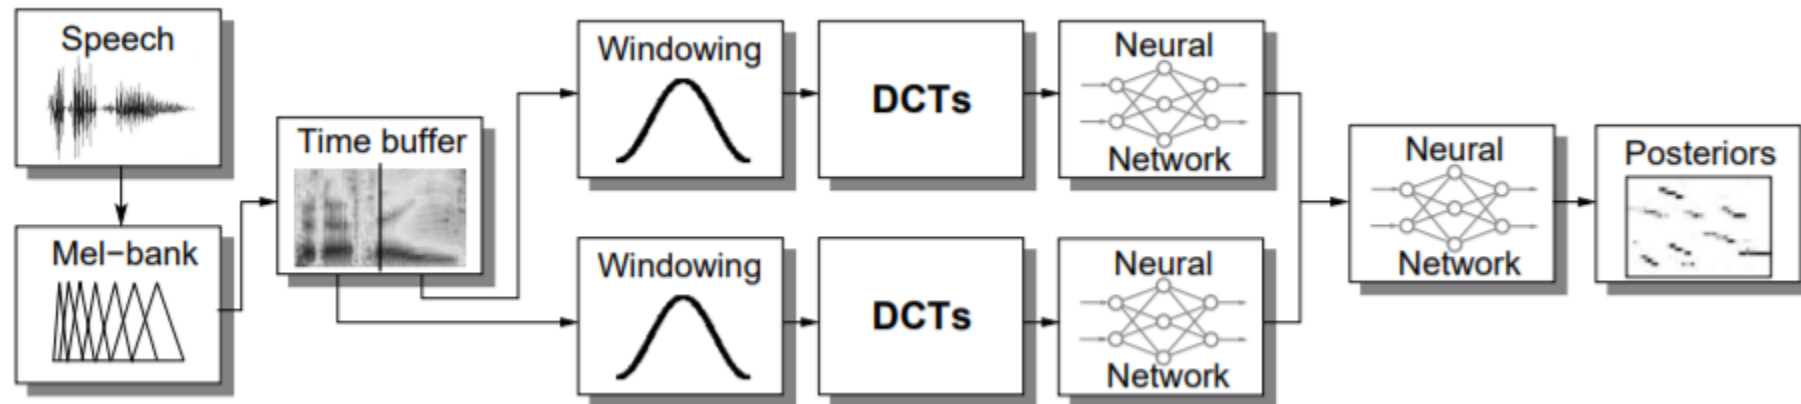 Speech
Mel−bank
Time buffer
Windowing
DCTs
Neural
Network
Windowing
DCTs
Neural
Network
Neural
Network
Posteriors